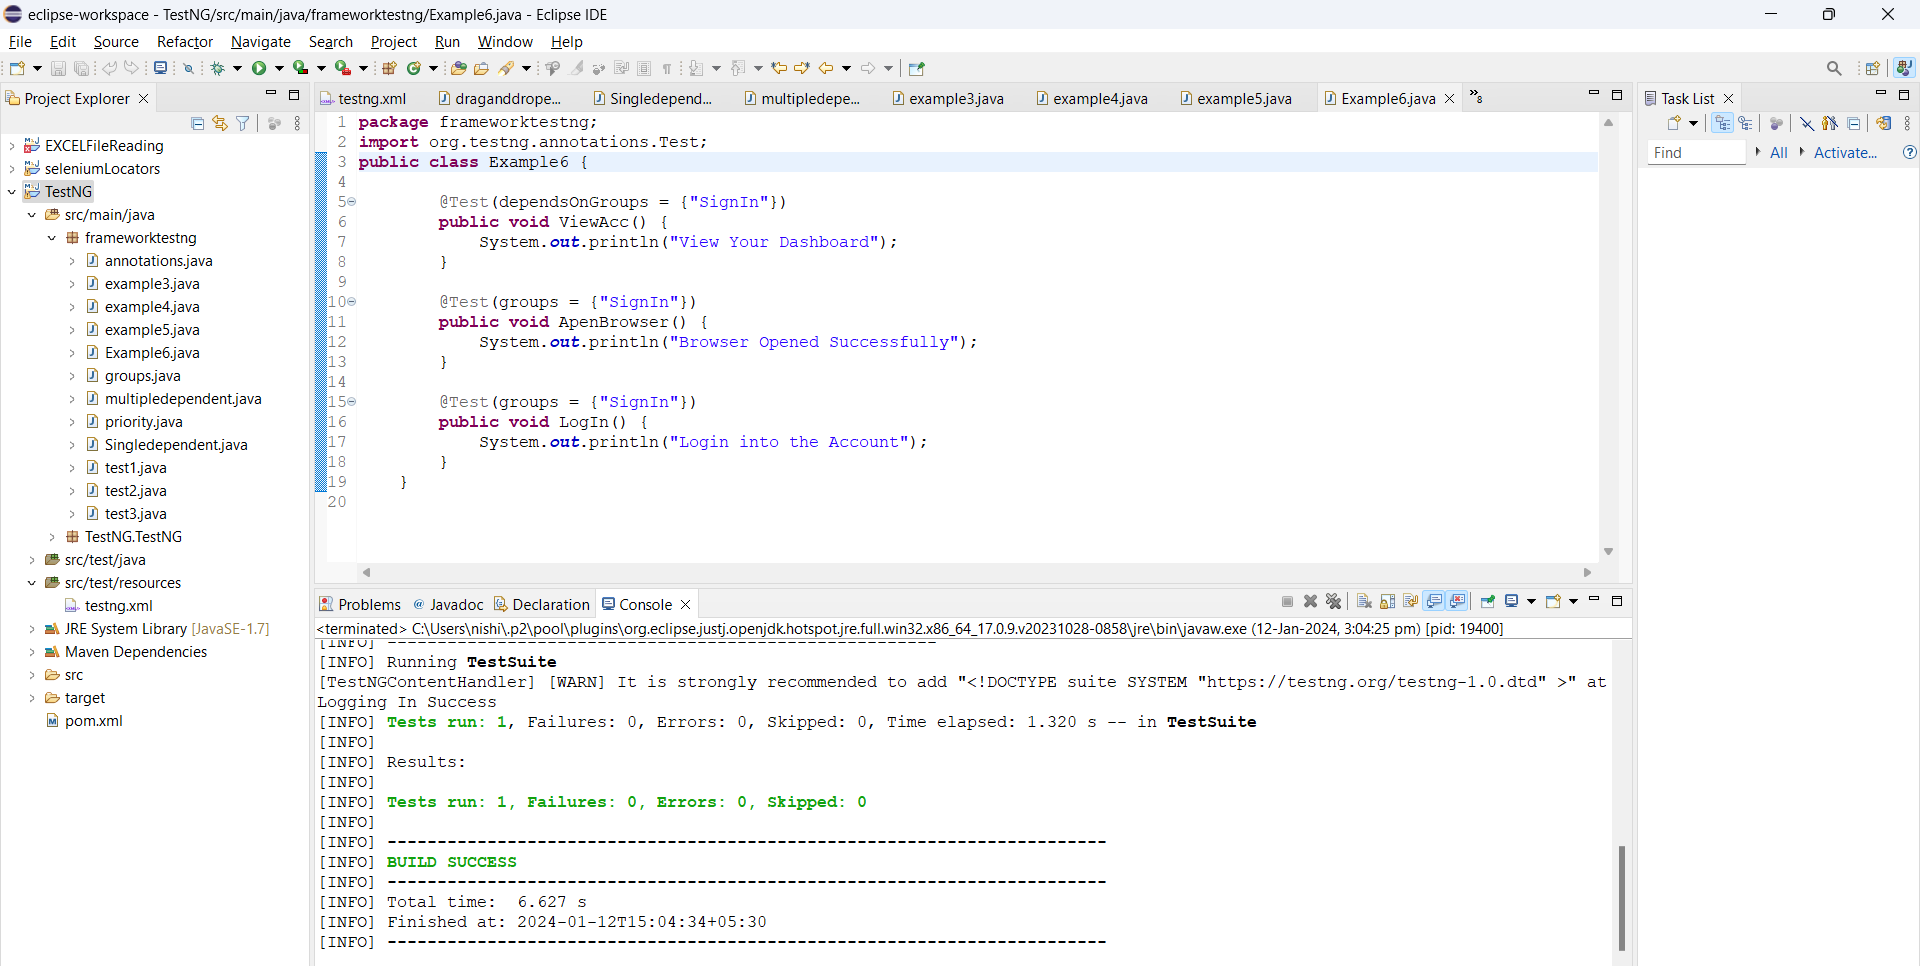 eclipse-workspace - TestNG/src/main/java/frameworktestng/Example6.java - Eclipse IDE
File Edit Source Refactor Navigate Search Project Run Window Help
Project Explorer
EXCELFileReading
seleniumLocators
TestNG
src/main/java
frameworktestng
annotations.java
example3.java
example4.java
example5.java
Example6.java
groups.java
multipledependent.java
priority.java
Singledependent.java
test1.java
test2.java
test3.java
TestNG.TestNG
src/test/java
src/test/resources
testng.xml
JRE System Library [JavaSE-1.7]
Maven Dependencies
src
target
pom.xml
testng.xml draganddrope... Singledepend... multipledepe... example3.java example4.java example5.java Example6.java »8
1 package frameworktestng;
2 import org.testng.annotations.Test;
3 public class Example6 {
4
5 @Test(dependsOnGroups = {"SignIn"})
6 public void ViewAcc() {
7 System.out.println("View Your Dashboard");
8 }
9
10 @Test(groups = {"SignIn"})
11 public void ApenBrowser() {
12 System.out.println("Browser Opened Successfully");
13 }
14
15 @Test(groups = {"SignIn"})
16 public void LogIn() {
17 System.out.println("Login into the Account");
18 }
19 }
20
Problems @ Javadoc Declaration Console
<terminated> C:\Users\nishi\.p2\pool\plugins\org.eclipse.justj.openjdk.hotspot.jre.full.win32.x86_64_17.0.9.v20231028-0858\jre\bin\javaw.exe (12-Jan-2024, 3:04:25 pm) [pid: 19400]
[INFO] -------------------------------------------------------
[INFO] Running TestSuite
[TestNGContentHandler] [WARN] It is strongly recommended to add "<!DOCTYPE suite SYSTEM "https://testng.org/testng-1.0.dtd" >" at
Logging In Success
[INFO] Tests run: 1, Failures: 0, Errors: 0, Skipped: 0, Time elapsed: 1.320 s -- in TestSuite
[INFO]
[INFO] Results:
[INFO]
[INFO] Tests run: 1, Failures: 0, Errors: 0, Skipped: 0
[INFO]
[INFO] ------------------------------------------------------------------------
[INFO] BUILD SUCCESS
[INFO] ------------------------------------------------------------------------
[INFO] Total time: 6.627 s
[INFO] Finished at: 2024-01-12T15:04:34+05:30
[INFO] ------------------------------------------------------------------------
Task List
Find All Activate...